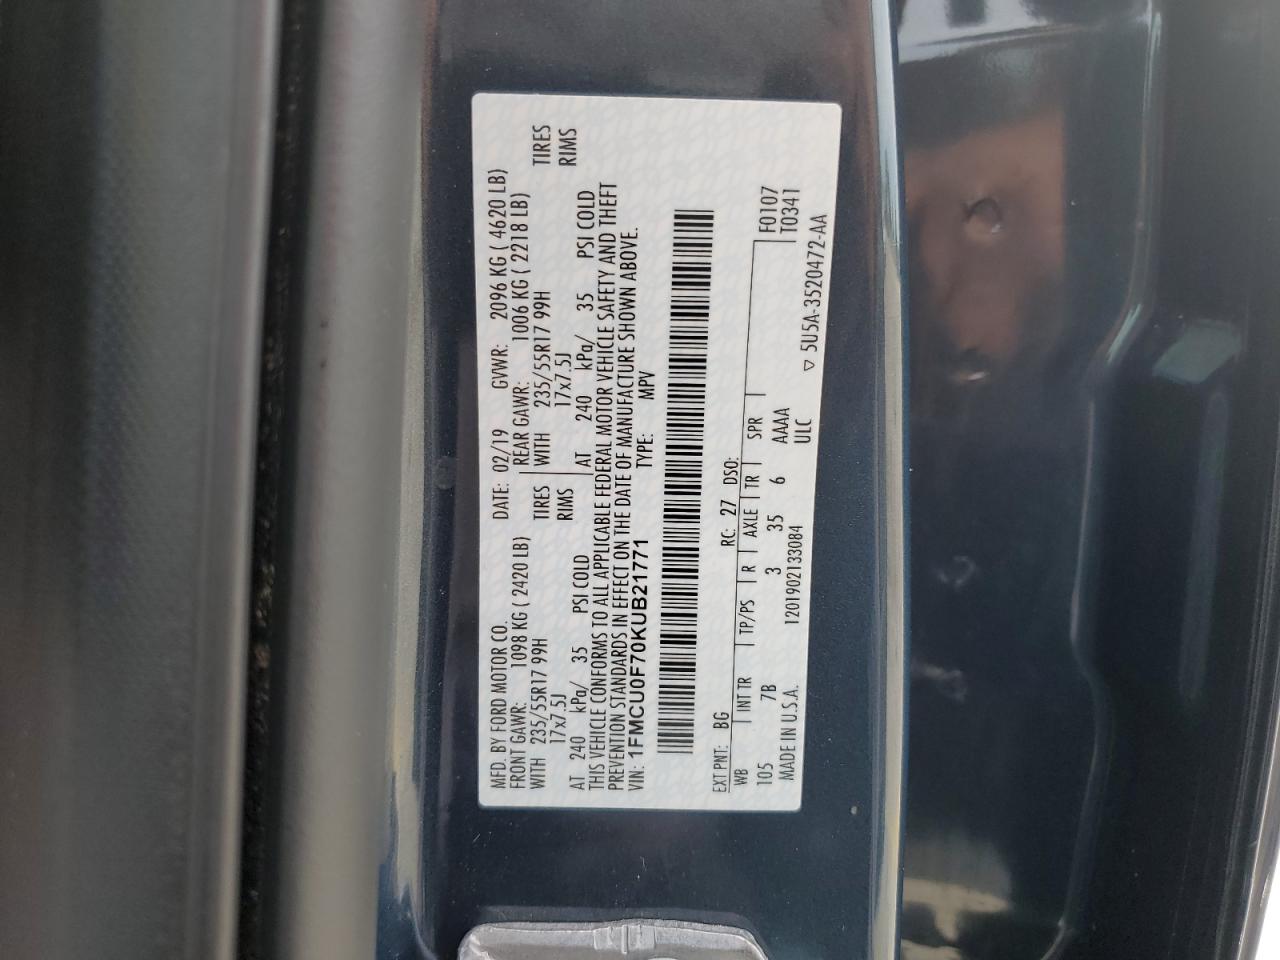 MFD. BY FORD MOTOR CO. DATE: 02/19 GVWR: 2096 KG ( 4620 LB)
FRONT GAWR: 1098 KG ( 2420 LB) REAR GAWR: 1006 KG ( 2218 LB)
WITH 235/55R17 99H TIRES WITH 235/55R17 99H TIRES
17x7.5J RIMS 17x7.5J RIMS
AT 240 kPa/ 35 PSI COLD AT 240 kPa/ 35 PSI COLD
THIS VEHICLE CONFORMS TO ALL APPLICABLE FEDERAL MOTOR VEHICLE SAFETY AND THEFT
PREVENTION STANDARDS IN EFFECT ON THE DATE OF MANUFACTURE SHOWN ABOVE.
VIN: 1FMCU0F70KUB21771 TYPE: MPV
EXT PNT: BG RC: 27 DSO: F0107
WB INT TR TP/PS R AXLE TR SPR T0341
105 7B 3 35 6 AAAA
MADE IN U.S.A. 1201902133084 ULC
▽ 5U5A-3520472-AA